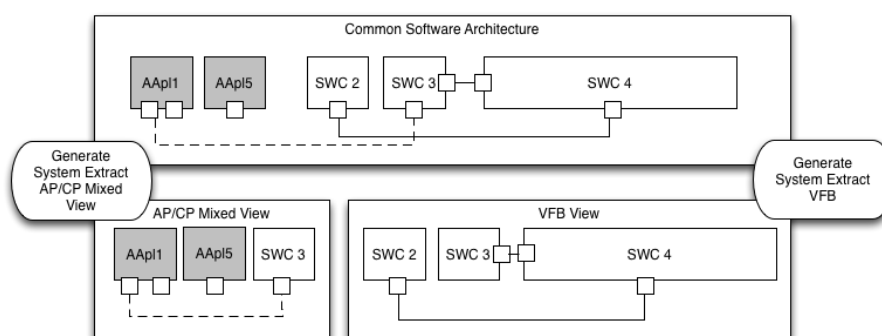 Common Software Architecture
AApl1
AApl5
SWC 2
SWC 3
SWC 4
Generate
System Extract
AP/CP Mixed
View
Generate
System Extract
VFB
AP/CP Mixed View
AApl1
AApl5
SWC 3
VFB View
SWC 2
SWC 3
SWC 4